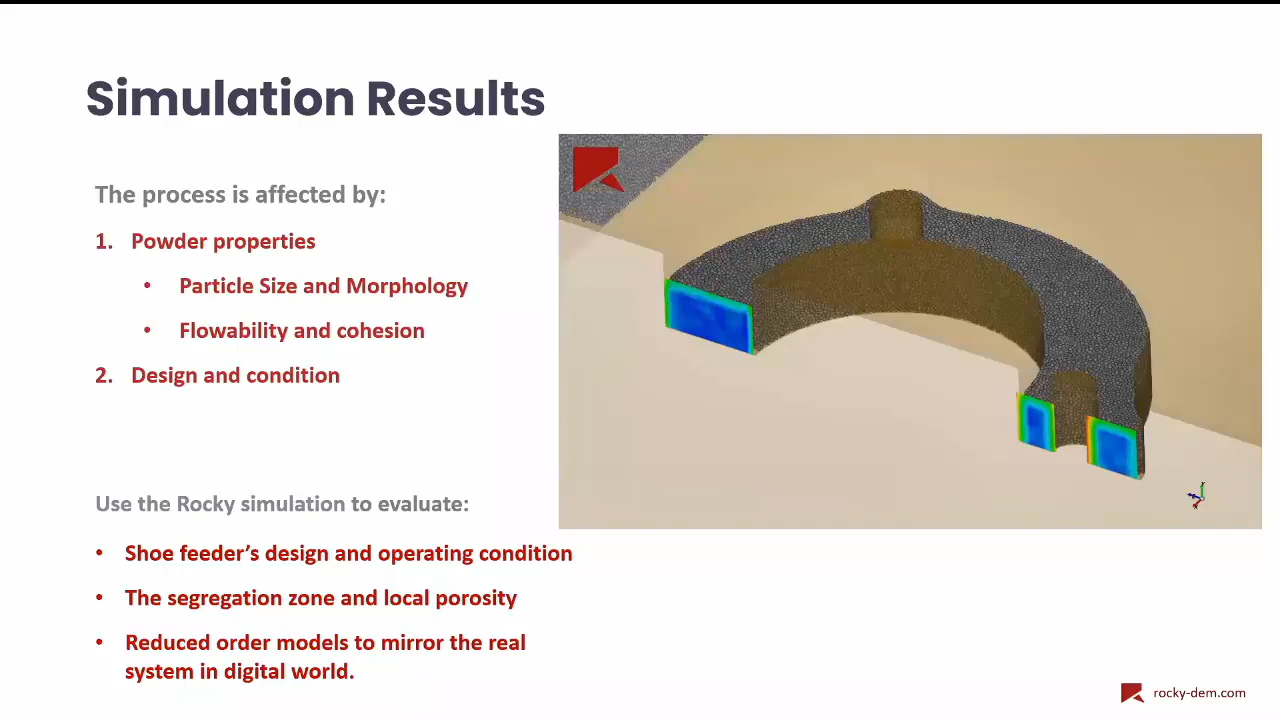 Simulation Results
The process is affected by:
1. Powder properties
• Particle Size and Morphology
• Flowability and cohesion
2. Design and condition
Use the Rocky simulation to evaluate:
• Shoe feeder’s design and operating condition
• The segregation zone and local porosity
• Reduced order models to mirror the real
system in digital world.
rocky-dem.com